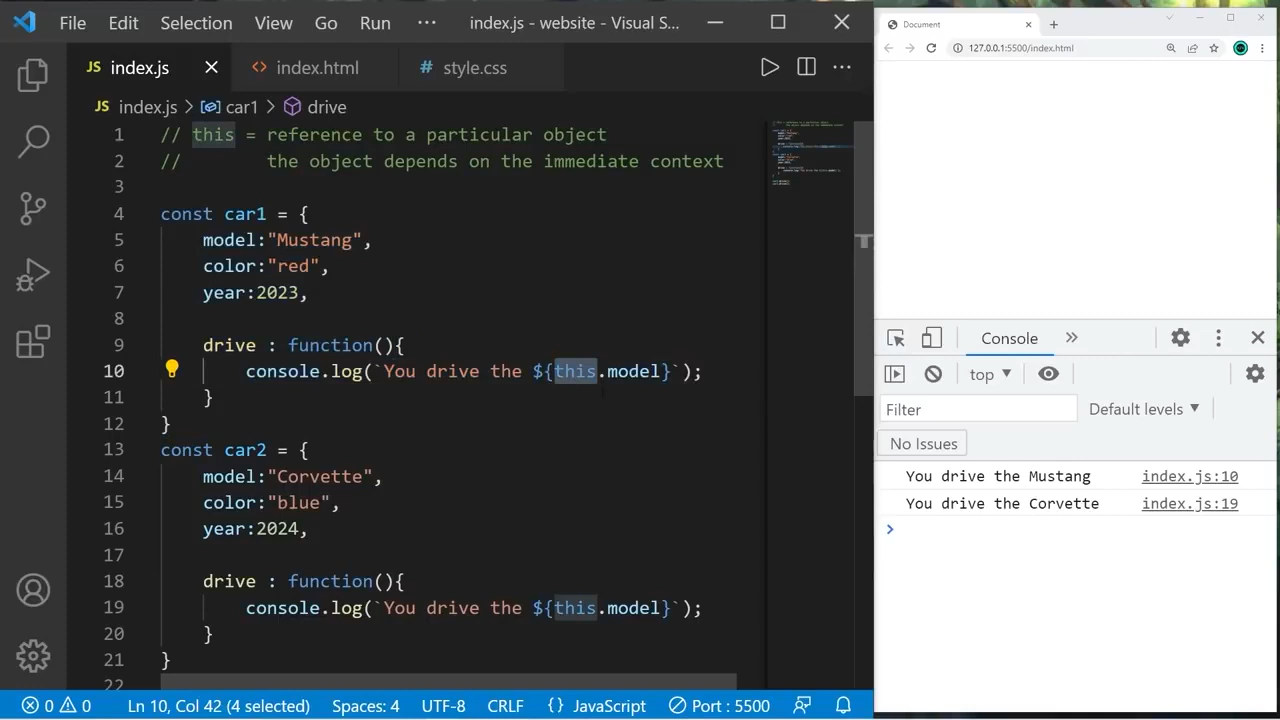 File Edit Selection View Go Run ··· index.js - website - Visual S...
JS index.js index.html # style.css
JS index.js > car1 > drive
1 // this = reference to a particular object
2 //       the object depends on the immediate context
3
4 const car1 = {
5     model:"Mustang",
6     color:"red",
7     year:2023,
8
9     drive : function(){
10         console.log(`You drive the ${this.model}`);
11     }
12 }
13 const car2 = {
14     model:"Corvette",
15     color:"blue",
16     year:2024,
17
18     drive : function(){
19         console.log(`You drive the ${this.model}`);
20     }
21 }
22
0 0 Ln 10, Col 42 (4 selected) Spaces: 4 UTF-8 CRLF {} JavaScript Port : 5500
Document
127.0.0.1:5500/index.html
Console
top
Filter Default levels
No Issues
You drive the Mustang index.js:10
You drive the Corvette index.js:19